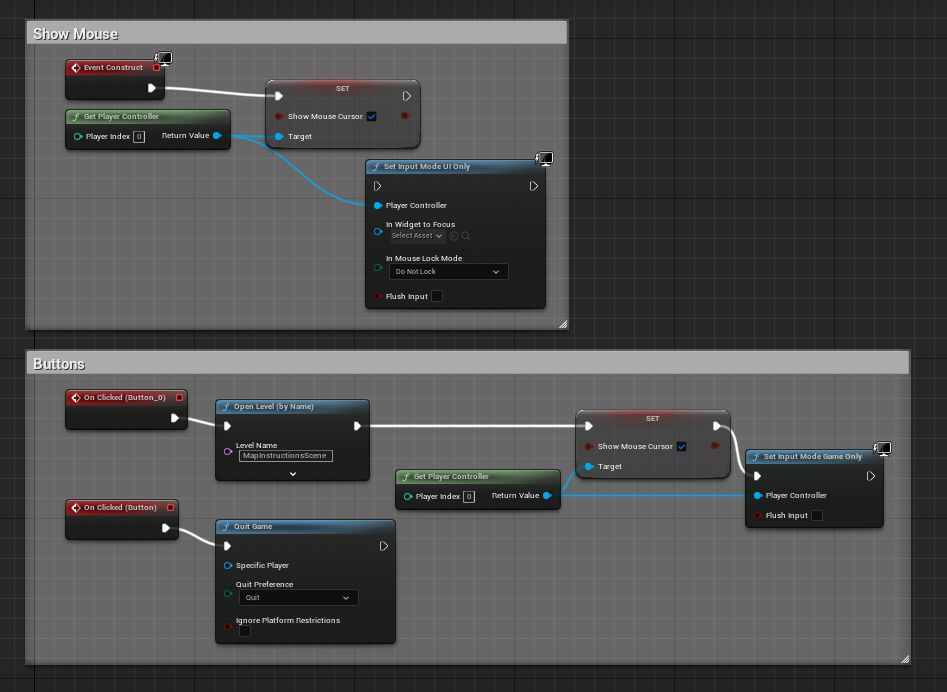 Show Mouse
Event Construct
SET
Show Mouse Cursor
Target
Get Player Controller
Player Index 0 Return Value
Set Input Mode UI Only
Player Controller
In Widget to Focus
Select Asset
In Mouse Lock Mode
Do Not Lock
Flush Input
Buttons
On Clicked (Button_0)
Open Level (by Name)
Level Name
MapInstructionsScene
SET
Show Mouse Cursor
Target
Get Player Controller
Player Index 0 Return Value
Set Input Mode Game Only
Player Controller
Flush Input
On Clicked (Button)
Quit Game
Specific Player
Quit Preference
Quit
Ignore Platform Restrictions